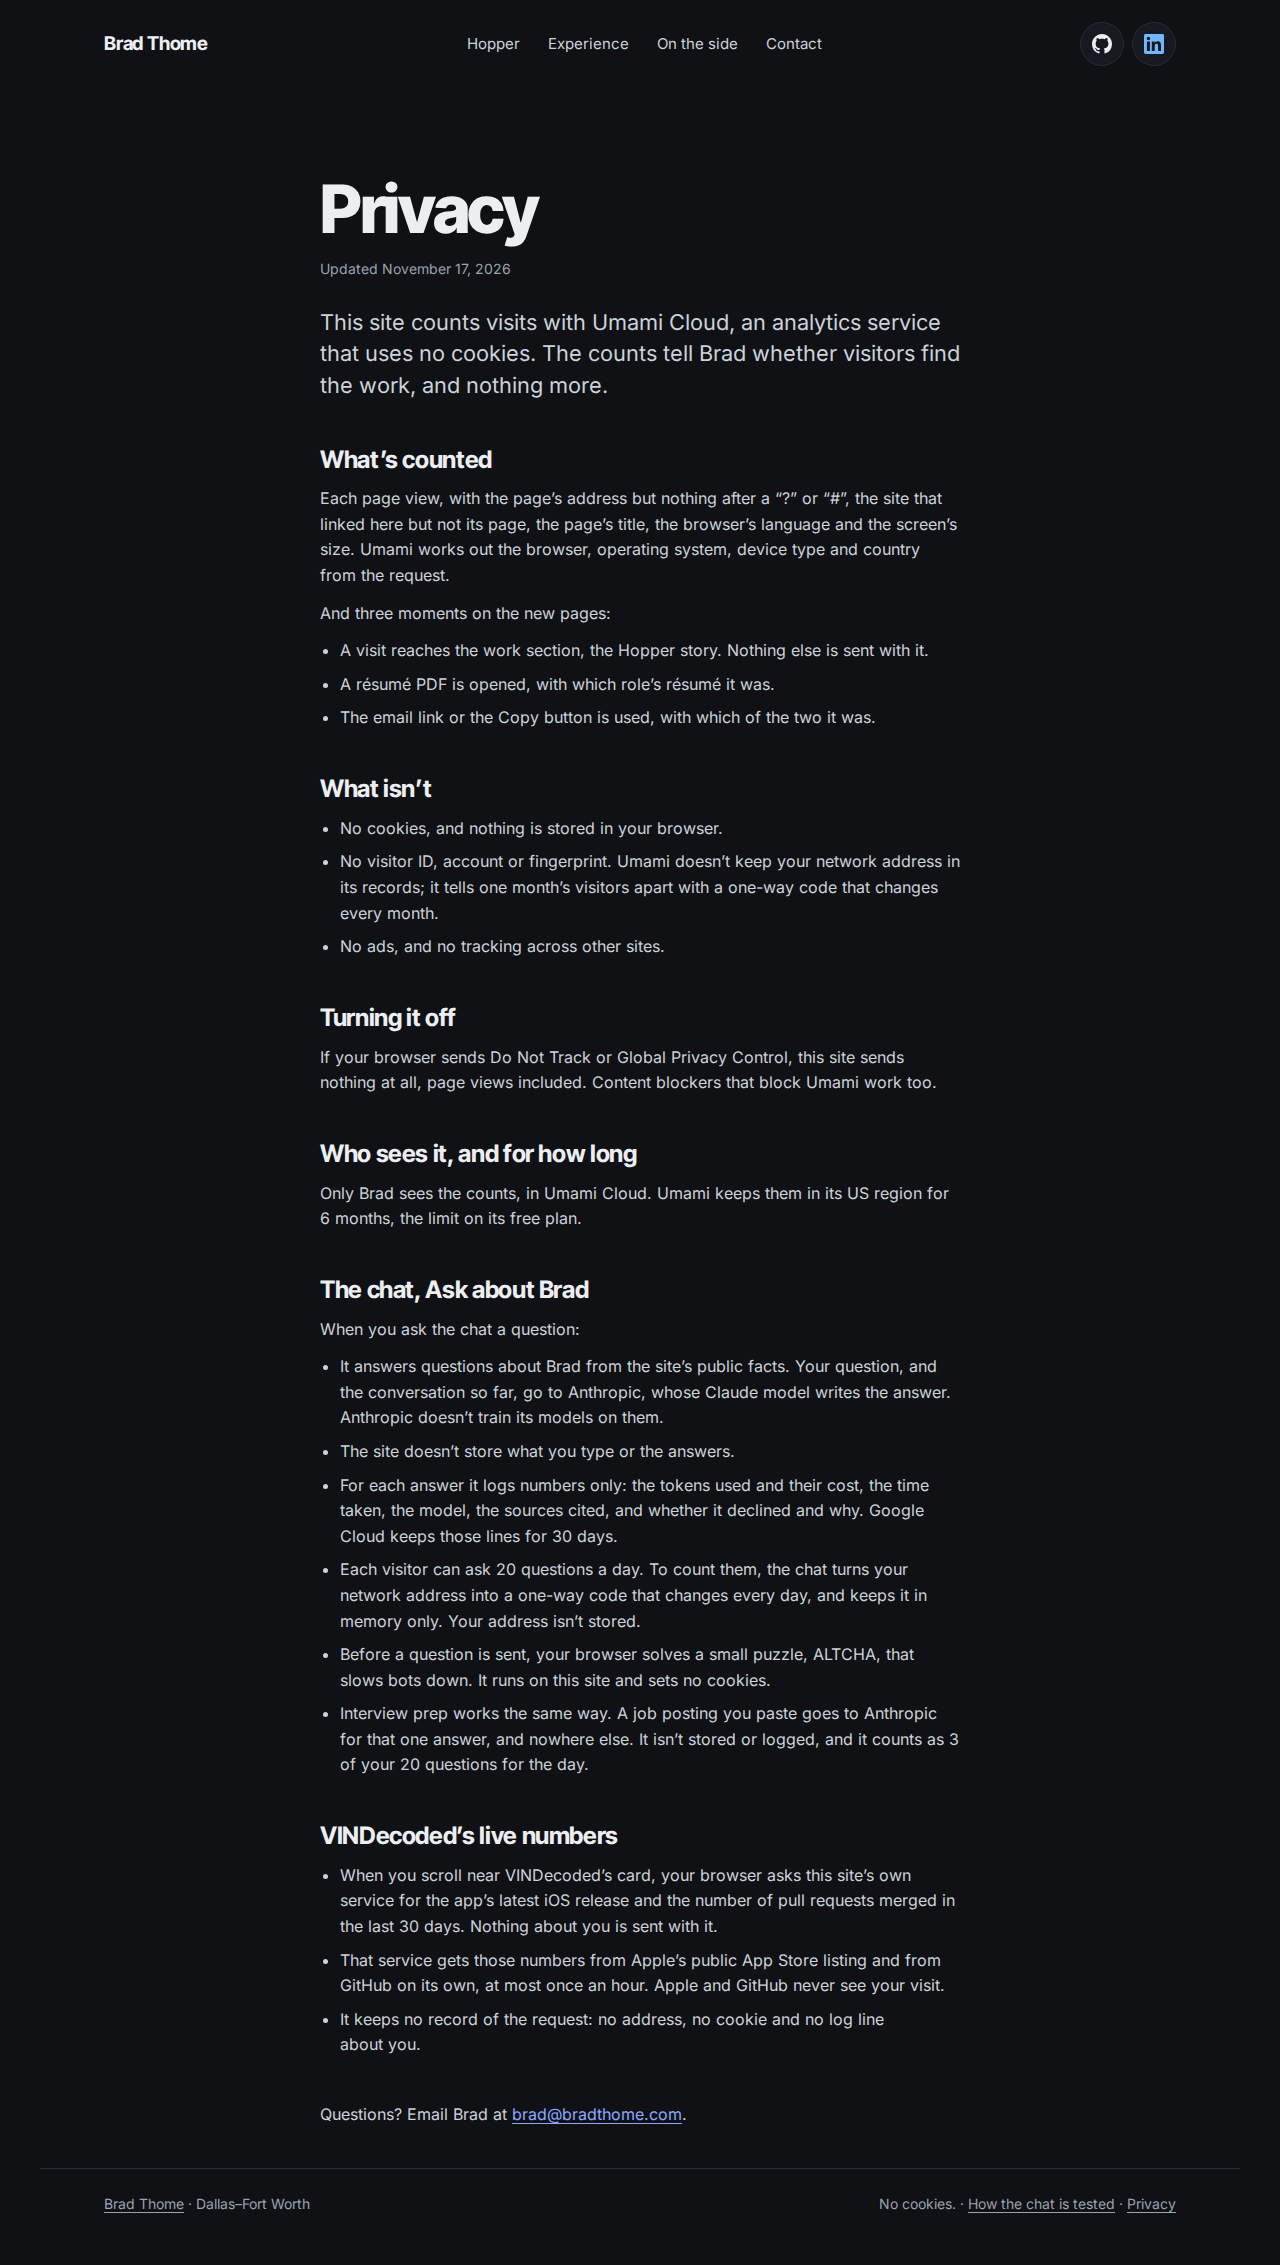 Brad Thome
Hopper
Experience
On the side
Contact
Privacy
Updated November 17, 2026
This site counts visits with Umami Cloud, an analytics service
that uses no cookies. The counts tell Brad whether visitors find
the work, and nothing more.
What’s counted
Each page view, with the page’s address but nothing after a “?” or “#”, the site that
linked here but not its page, the page’s title, the browser’s language and the screen’s
size. Umami works out the browser, operating system, device type and country
from the request.
And three moments on the new pages:
• A visit reaches the work section, the Hopper story. Nothing else is sent with it.
• A résumé PDF is opened, with which role’s résumé it was.
• The email link or the Copy button is used, with which of the two it was.
What isn’t
• No cookies, and nothing is stored in your browser.
• No visitor ID, account or fingerprint. Umami doesn’t keep your network address in
its records; it tells one month’s visitors apart with a one-way code that changes
every month.
• No ads, and no tracking across other sites.
Turning it off
If your browser sends Do Not Track or Global Privacy Control, this site sends
nothing at all, page views included. Content blockers that block Umami work too.
Who sees it, and for how long
Only Brad sees the counts, in Umami Cloud. Umami keeps them in its US region for
6 months, the limit on its free plan.
The chat, Ask about Brad
When you ask the chat a question:
• It answers questions about Brad from the site’s public facts. Your question, and
the conversation so far, go to Anthropic, whose Claude model writes the answer.
Anthropic doesn’t train its models on them.
• The site doesn’t store what you type or the answers.
• For each answer it logs numbers only: the tokens used and their cost, the time
taken, the model, the sources cited, and whether it declined and why. Google
Cloud keeps those lines for 30 days.
• Each visitor can ask 20 questions a day. To count them, the chat turns your
network address into a one-way code that changes every day, and keeps it in
memory only. Your address isn’t stored.
• Before a question is sent, your browser solves a small puzzle, ALTCHA, that
slows bots down. It runs on this site and sets no cookies.
• Interview prep works the same way. A job posting you paste goes to Anthropic
for that one answer, and nowhere else. It isn’t stored or logged, and it counts as 3
of your 20 questions for the day.
VINDecoded’s live numbers
• When you scroll near VINDecoded’s card, your browser asks this site’s own
service for the app’s latest iOS release and the number of pull requests merged in
the last 30 days. Nothing about you is sent with it.
• That service gets those numbers from Apple’s public App Store listing and from
GitHub on its own, at most once an hour. Apple and GitHub never see your visit.
• It keeps no record of the request: no address, no cookie and no log line
about you.
Questions? Email Brad at brad@bradthome.com.
Brad Thome · Dallas–Fort Worth
No cookies. · How the chat is tested · Privacy